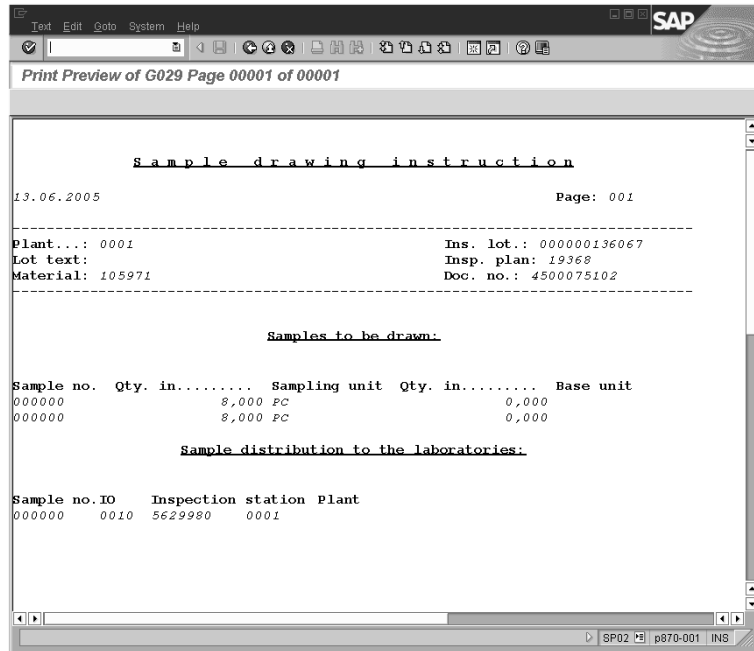 Text Edit Goto System Help
SAP
Print Preview of G029 Page 00001 of 00001
S a m p l e   d r a w i n g   i n s t r u c t i o n
13.06.2005 Page: 001
--------------------------------------------------------------------------------
Plant...: 0001 Ins. lot.: 000000136067
Lot text: Insp. plan: 19368
Material: 105971 Doc. no.: 4500075102
--------------------------------------------------------------------------------
Samples to be drawn:
Sample no. Qty. in......... Sampling unit Qty. in......... Base unit
000000 8,000 PC 0,000
000000 8,000 PC 0,000
Sample distribution to the laboratories:
Sample no. IO Inspection station Plant
000000 0010 5629980 0001
SP02 p870-001 INS